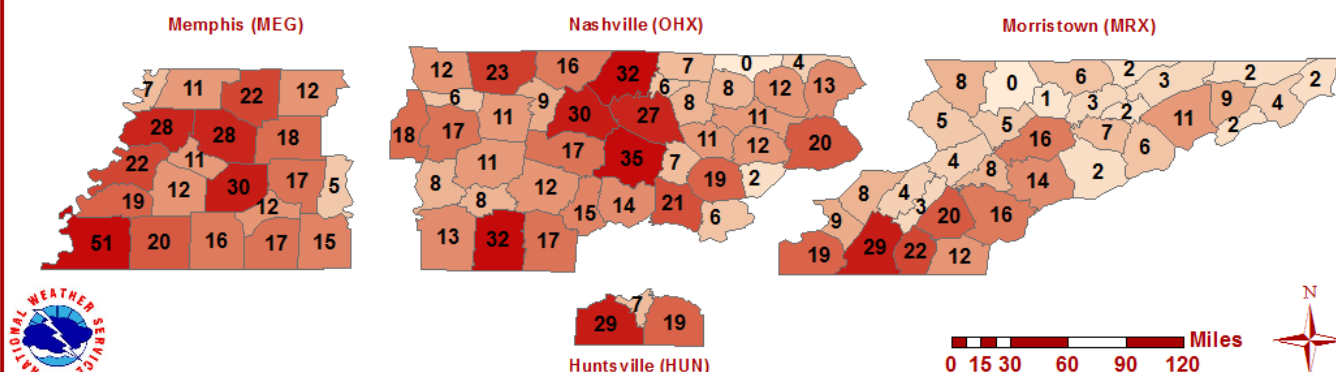 Memphis (MEG) Nashville (OHX) Morristown (MRX)
7 11 22 12
28 28 18
22 11
12 30 17 5
19 12
51 20 16 17 15
12 23 16 32 7 0 4
6 9 6 8 8 12 13
18 17 11 30 27 11
11 17 35 11 12 20
7 19 2
8 8 12 15 14 21 6
13 32 17
8 0 6 2 3 2 2
1 3 2 11 9 4
5 5 16 7 2
4 8 6
8 4 3 14 2
9 20 16
19 29 22 12
29 7 19
Huntsville (HUN)
NATIONAL WEATHER SERVICE
N
Miles
0 15 30 60 90 120